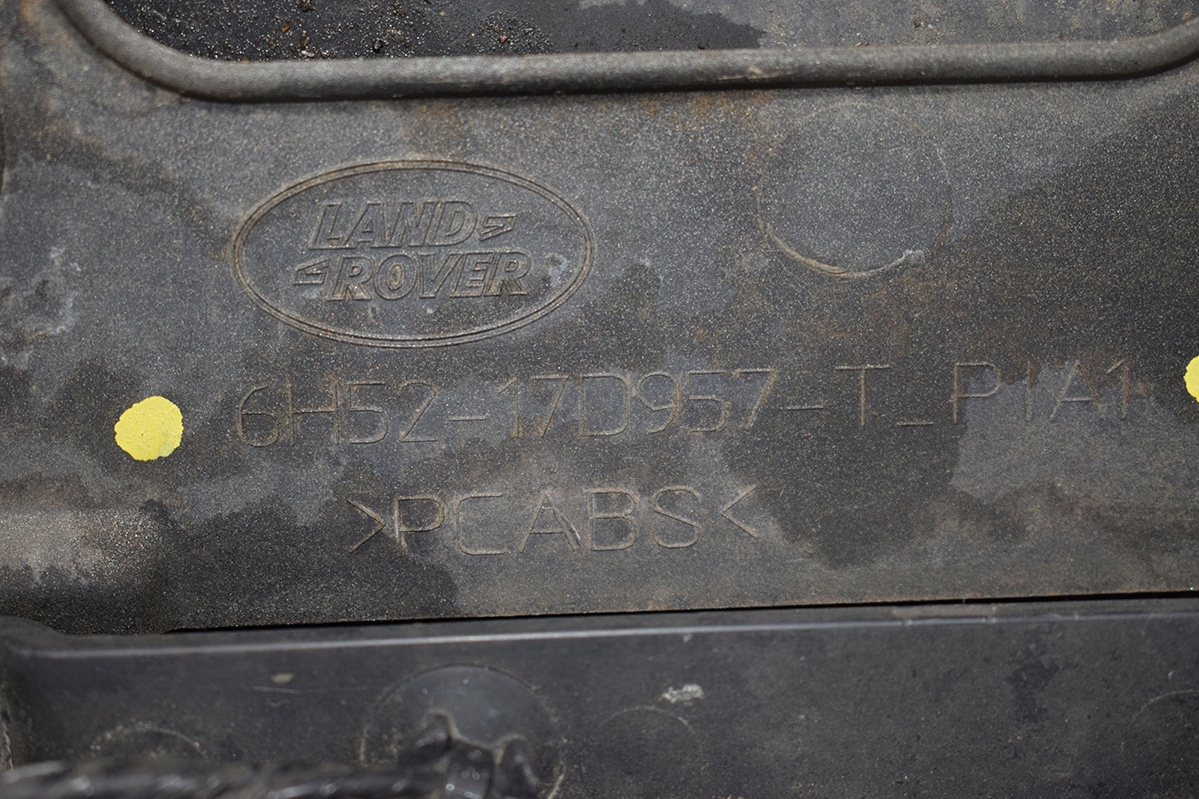 LAND
ROVER
6H52-17D957-T_P1A1
>PCABS<